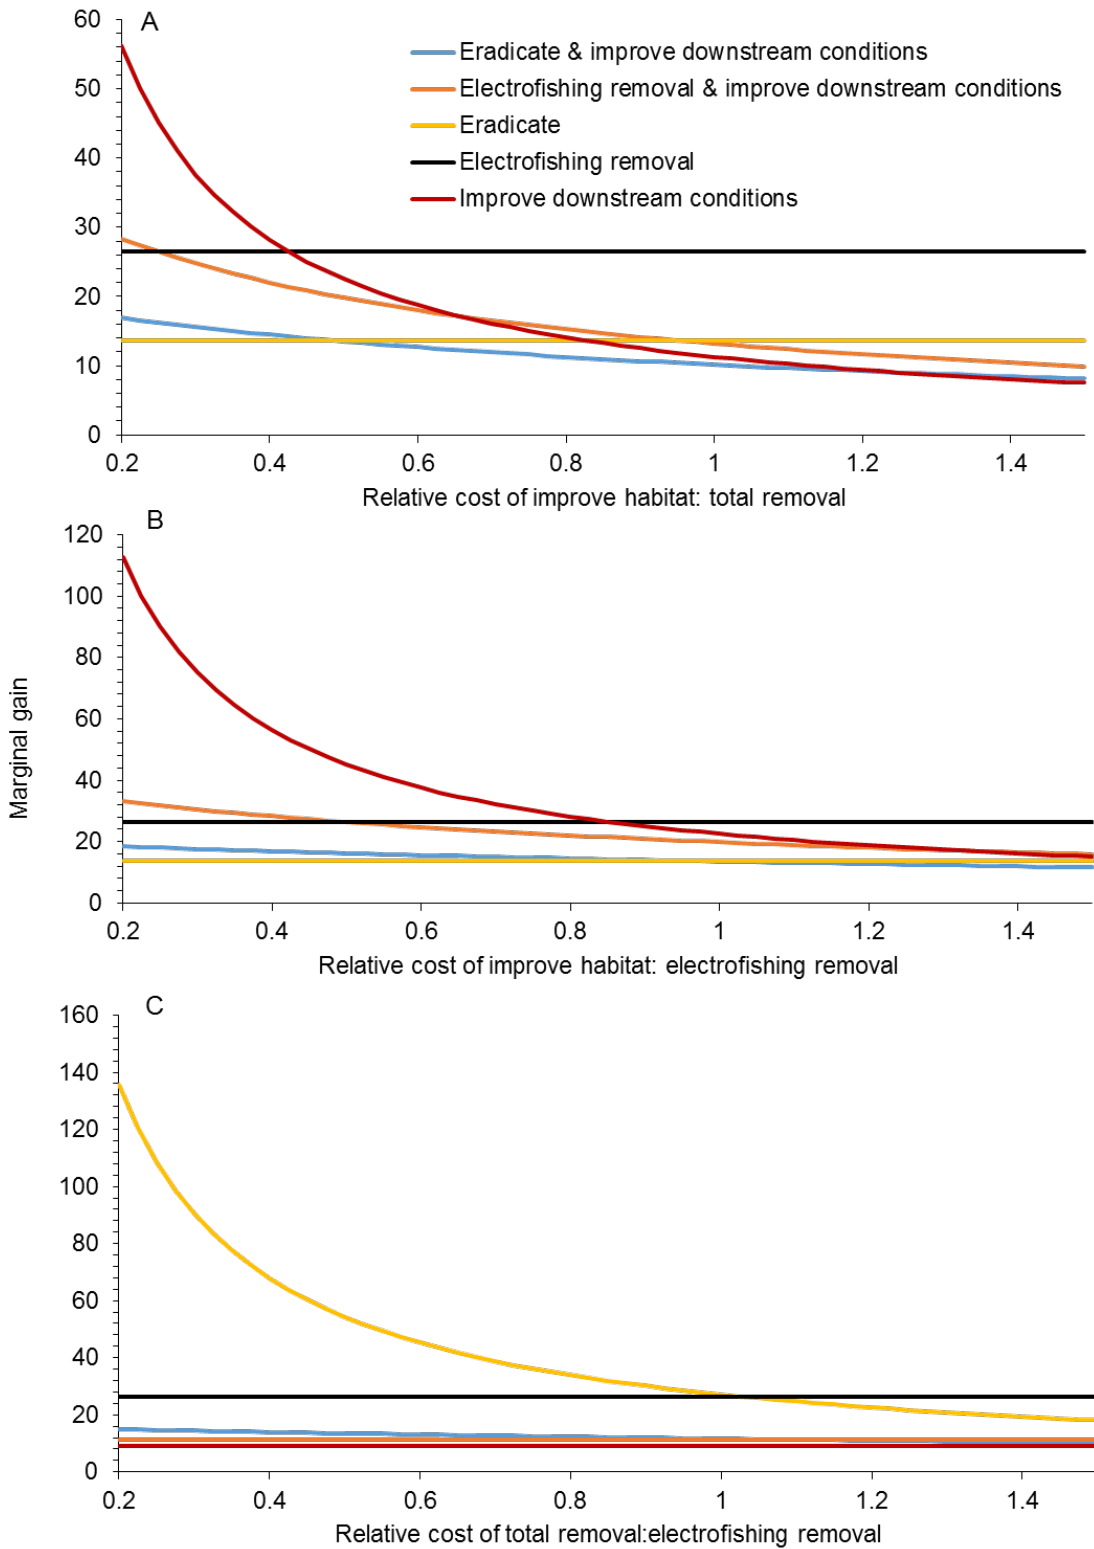 60
A
50
40
30
20
10
0
Eradicate & improve downstream conditions
Electrofishing removal & improve downstream conditions
Eradicate
Electrofishing removal
Improve downstream conditions
0.2 0.4 0.6 0.8 1 1.2 1.4
Relative cost of improve habitat: total removal
B
120
100
80
60
40
20
0
0.2 0.4 0.6 0.8 1 1.2 1.4
Relative cost of improve habitat: electrofishing removal
Marginal gain
C
160
140
120
100
80
60
40
20
0
0.2 0.4 0.6 0.8 1 1.2 1.4
Relative cost of total removal:electrofishing removal